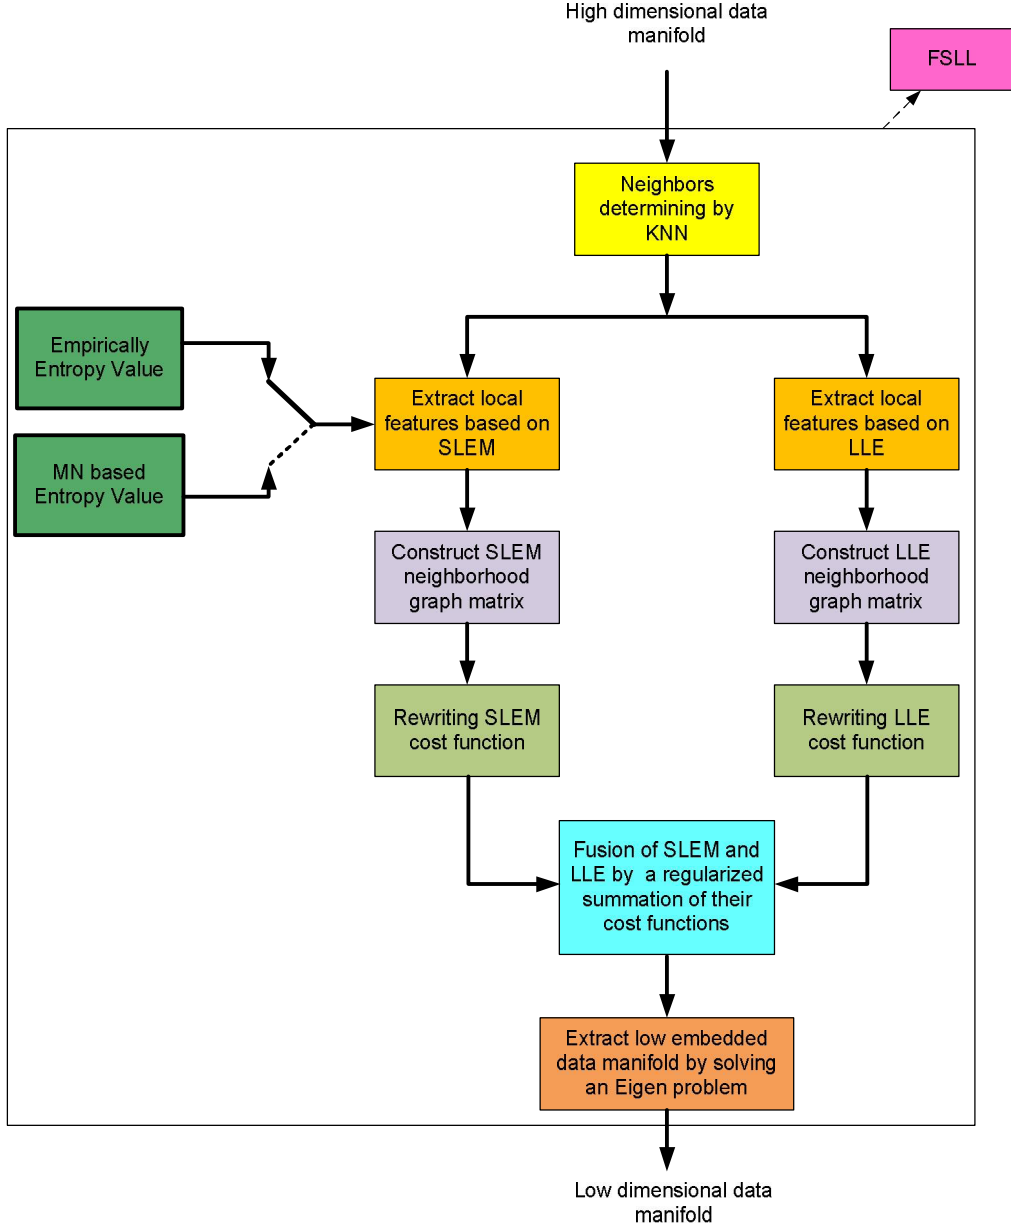 High dimensional data
manifold
FSLL
Neighbors
determining by
KNN
Empirically
Entropy Value
MN based
Entropy Value
Extract local
features based on
SLEM
Extract local
features based on
LLE
Construct SLEM
neighborhood
graph matrix
Construct LLE
neighborhood
graph matrix
Rewriting SLEM
cost function
Rewriting LLE
cost function
Fusion of SLEM and
LLE by a regularized
summation of their
cost functions
Extract low embedded
data manifold by solving
an Eigen problem
Low dimensional data
manifold